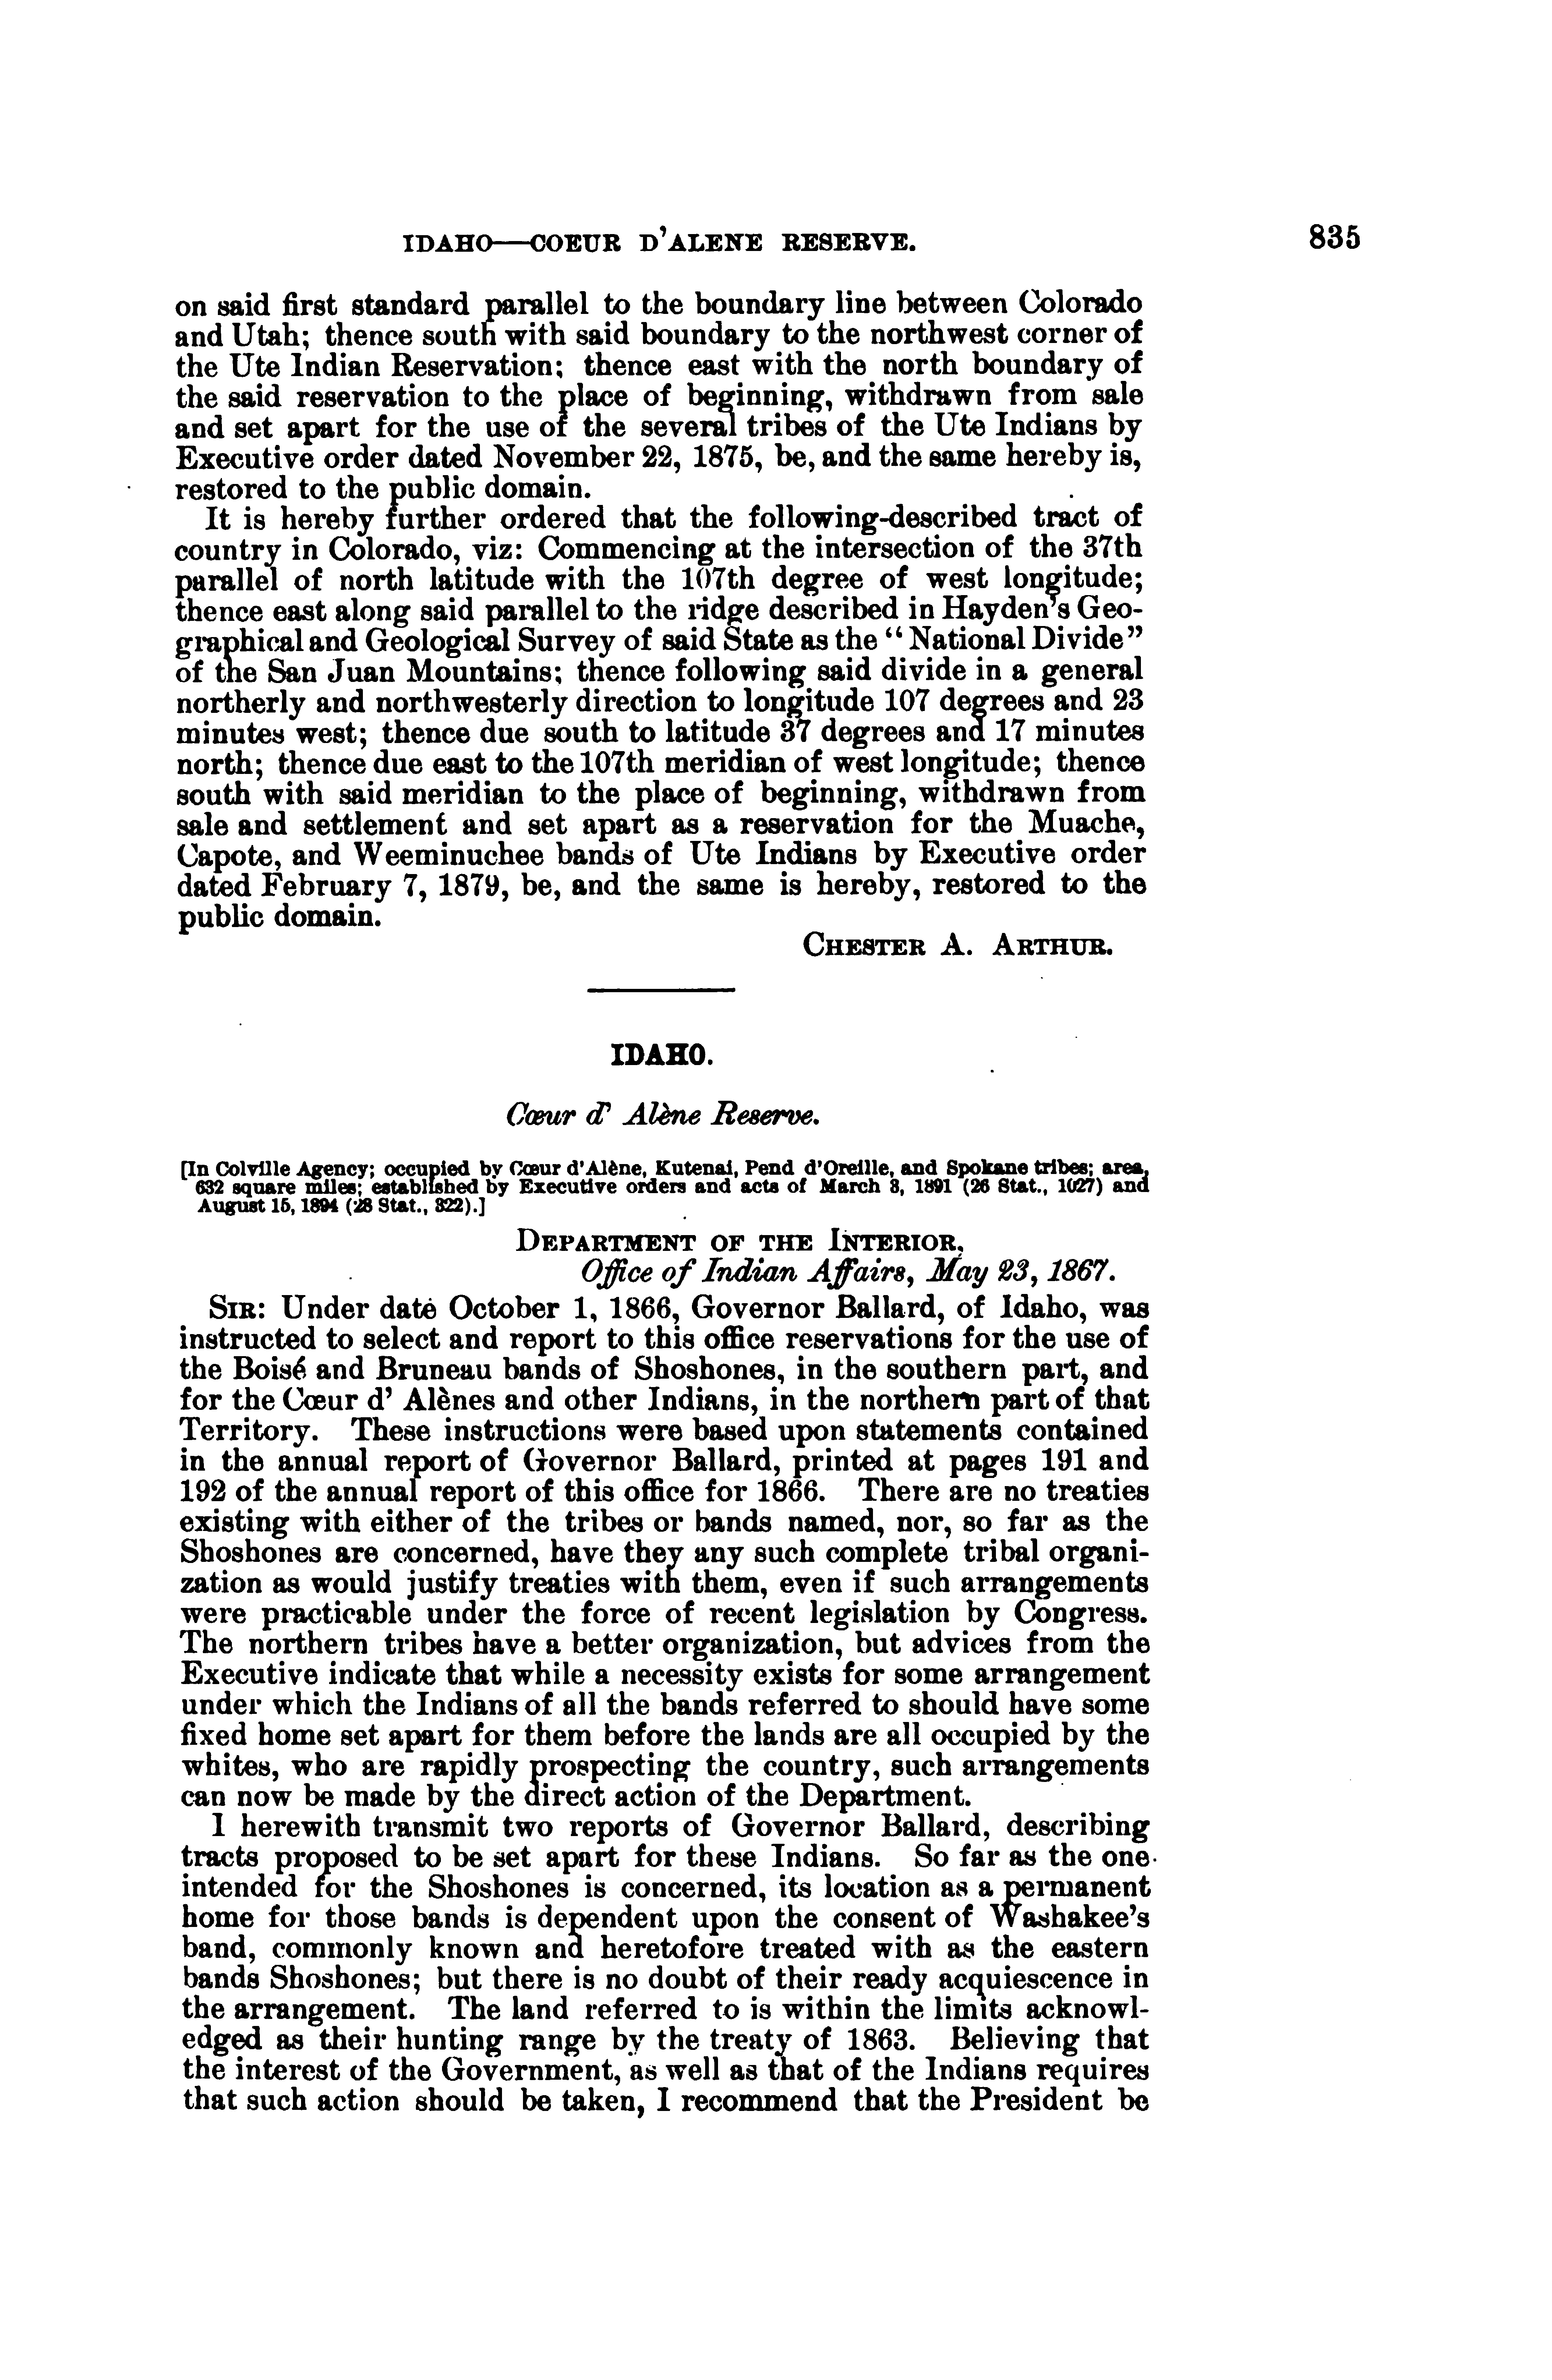 IDAHO—COEUR D'ALENE RESERVE. 835
on said first standard parallel to the boundary line between Colorado
and Utah; thence south with said boundary to the northwest corner of
the Ute Indian Reservation; thence east with the north boundary of
the said reservation to the place of beginning, withdrawn from sale
and set apart for the use of the several tribes of the Ute Indians by
Executive order dated November 22, 1875, be, and the same hereby is,
restored to the public domain.
It is hereby further ordered that the following-described tract of
country in Colorado, viz: Commencing at the intersection of the 37th
parallel of north latitude with the 107th degree of west longitude;
thence east along said parallel to the ridge described in Hayden's Geo-
graphical and Geological Survey of said State as the "National Divide"
of the San Juan Mountains; thence following said divide in a general
northerly and northwesterly direction to longitude 107 degrees and 23
minutes west; thence due south to latitude 37 degrees and 17 minutes
north; thence due east to the 107th meridian of west longitude; thence
south with said meridian to the place of beginning, withdrawn from
sale and settlement and set apart as a reservation for the Muache,
Capote, and Weeminuchee bands of Ute Indians by Executive order
dated February 7, 1879, be, and the same is hereby, restored to the
public domain.
CHESTER A. ARTHUR.
IDAHO.
Cœur d' Alène Reserve.
[In Colville Agency; occupied by Cœur d'Alène, Kutenai, Pend d'Oreille, and Spokane tribes; area,
632 square miles; established by Executive orders and acts of March 3, 1891 (26 Stat., 1027) and
August 15, 1894 (28 Stat., 322).]
DEPARTMENT OF THE INTERIOR,
Office of Indian Affairs, May 23, 1867.
SIR: Under date October 1, 1866, Governor Ballard, of Idaho, was
instructed to select and report to this office reservations for the use of
the Boisé and Bruneau bands of Shoshones, in the southern part, and
for the Cœur d' Alènes and other Indians, in the northern part of that
Territory. These instructions were based upon statements contained
in the annual report of Governor Ballard, printed at pages 191 and
192 of the annual report of this office for 1866. There are no treaties
existing with either of the tribes or bands named, nor, so far as the
Shoshones are concerned, have they any such complete tribal organi-
zation as would justify treaties with them, even if such arrangements
were practicable under the force of recent legislation by Congress.
The northern tribes have a better organization, but advices from the
Executive indicate that while a necessity exists for some arrangement
under which the Indians of all the bands referred to should have some
fixed home set apart for them before the lands are all occupied by the
whites, who are rapidly prospecting the country, such arrangements
can now be made by the direct action of the Department.
I herewith transmit two reports of Governor Ballard, describing
tracts proposed to be set apart for these Indians. So far as the one
intended for the Shoshones is concerned, its location as a permanent
home for those bands is dependent upon the consent of Washakee's
band, commonly known and heretofore treated with as the eastern
bands Shoshones; but there is no doubt of their ready acquiescence in
the arrangement. The land referred to is within the limits acknowl-
edged as their hunting range by the treaty of 1863. Believing that
the interest of the Government, as well as that of the Indians requires
that such action should be taken, I recommend that the President be